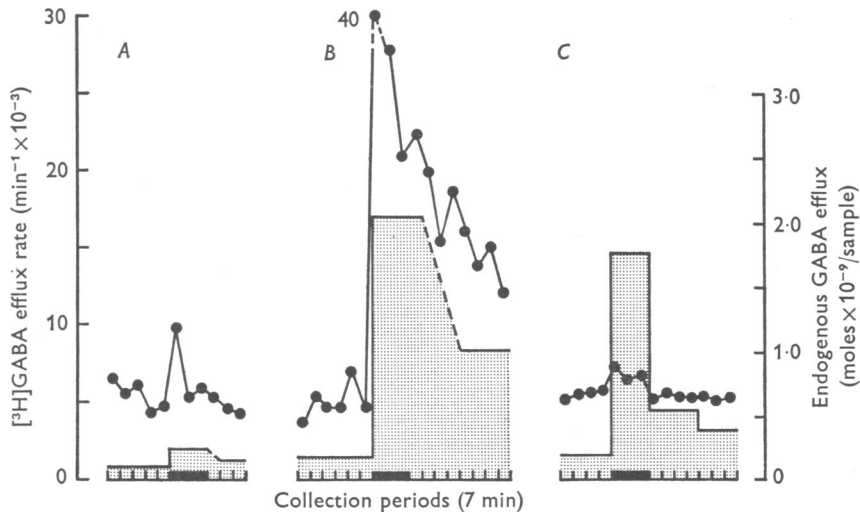 30
20
10
0
[³H]GABA efflux rate (min⁻¹ × 10⁻³)
A
B
40
C
3·0
2·0
1·0
0
Endogenous GABA efflux
(moles × 10⁻⁹/sample)
Collection periods (7 min)